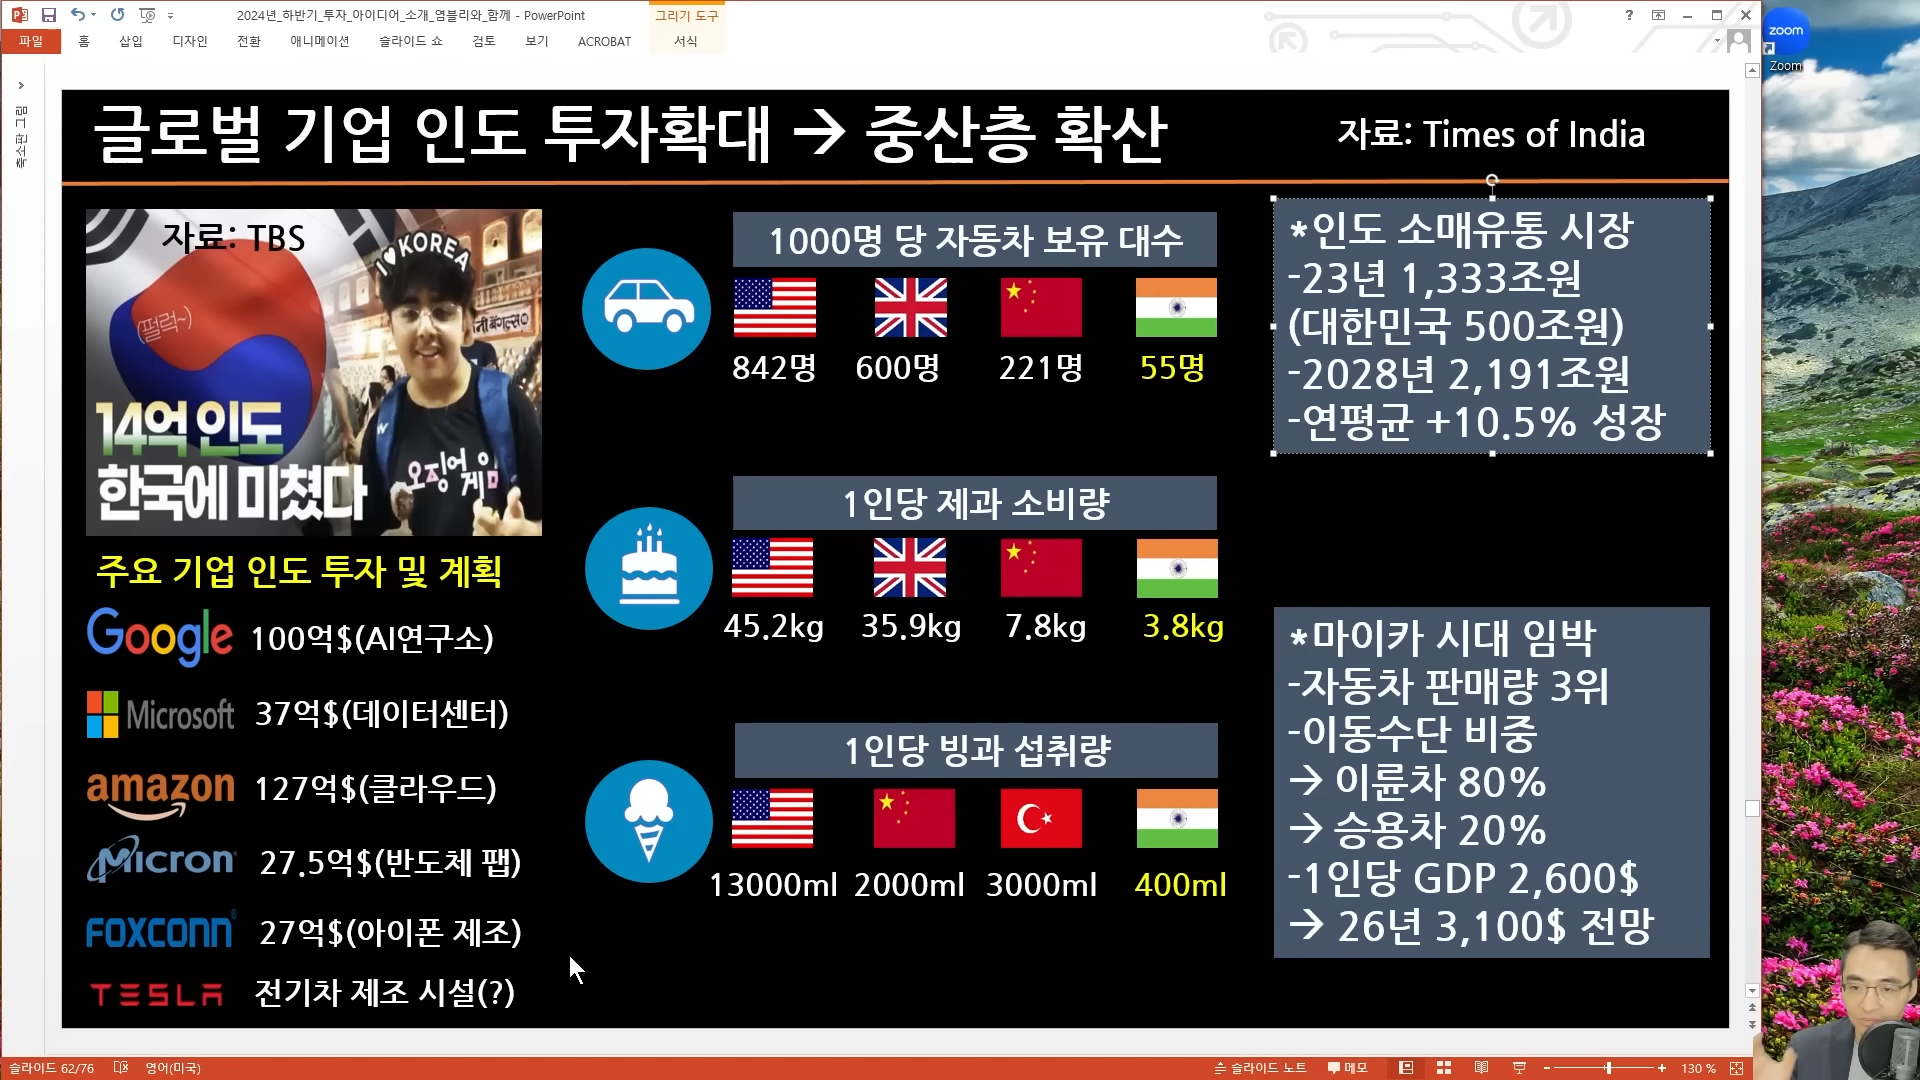 2024년_하반기_투자_아이디어_소개_염블리와_함께 - PowerPoint
그리기 도구
파일
홈
삽입
디자인
전환
애니메이션
슬라이드 쇼
검토
보기
ACROBAT
서식
zoom
Zoom
축소판 그림
글로벌 기업 인도 투자확대 → 중산층 확산
자료: Times of India
자료: TBS
I ♥ KOREA
(펄럭~)
오징어
게임
14억 인도
한국에 미쳤다
주요 기업 인도 투자 및 계획
Google 100억$(AI연구소)
Microsoft 37억$(데이터센터)
amazon 127억$(클라우드)
Micron 27.5억$(반도체 팹)
FOXCONN 27억$(아이폰 제조)
TESLA 전기차 제조 시설(?)
1000명 당 자동차 보유 대수
842명 600명 221명 55명
1인당 제과 소비량
45.2kg 35.9kg 7.8kg 3.8kg
1인당 빙과 섭취량
13000ml 2000ml 3000ml 400ml
*인도 소매유통 시장
-23년 1,333조원
(대한민국 500조원)
-2028년 2,191조원
-연평균 +10.5% 성장
*마이카 시대 임박
-자동차 판매량 3위
-이동수단 비중
→ 이륜차 80%
→ 승용차 20%
-1인당 GDP 2,600$
→ 26년 3,100$ 전망
슬라이드 62/76
영어(미국)
슬라이드 노트
메모
130 %